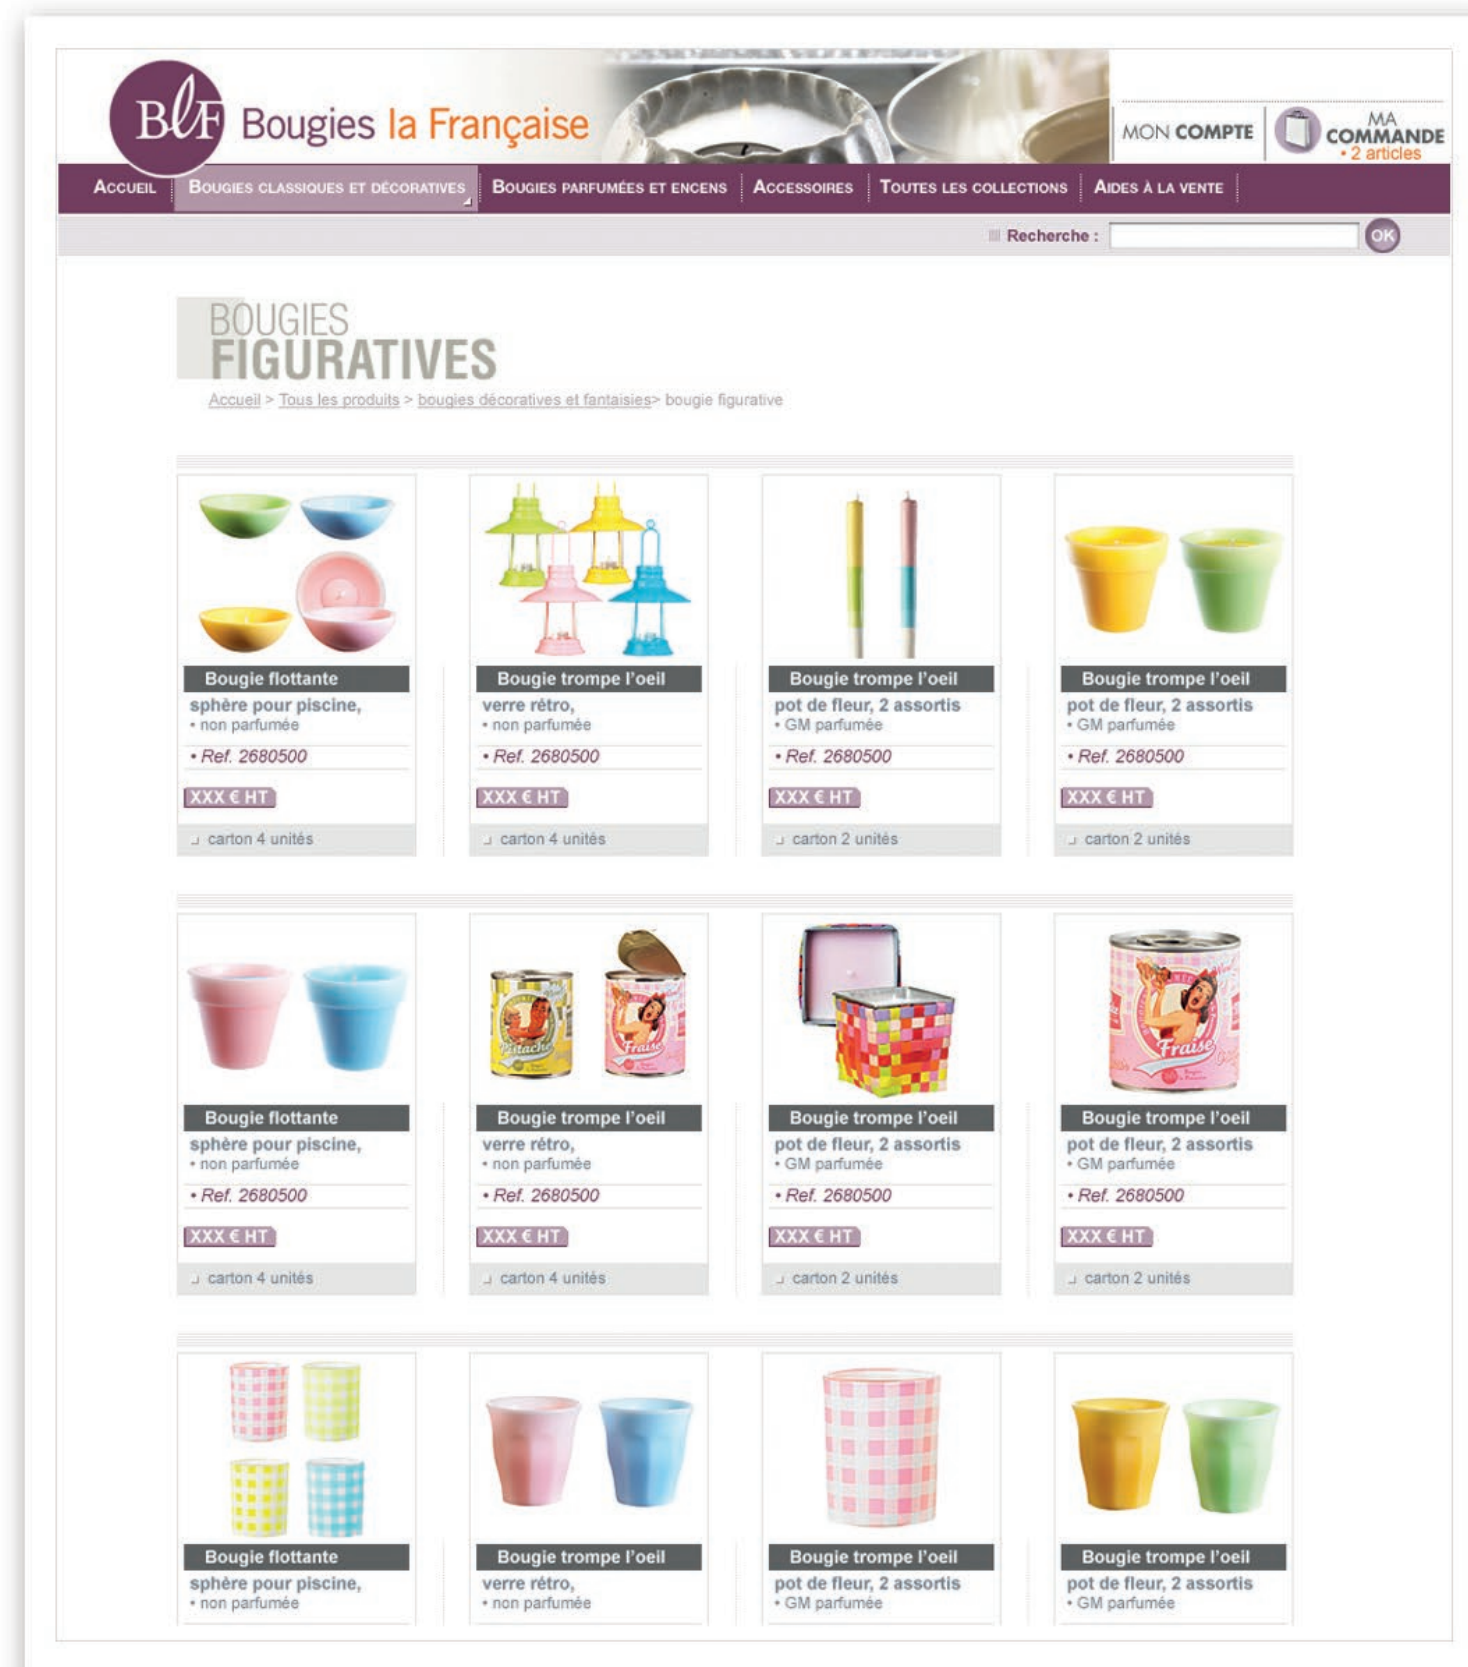 BLF Bougies la Française
MON COMPTE
MA COMMANDE
• 2 articles
ACCUEIL BOUGIES CLASSIQUES ET DÉCORATIVES BOUGIES PARFUMÉES ET ENCENS ACCESSOIRES TOUTES LES COLLECTIONS AIDES À LA VENTE
Recherche : OK
BOUGIES
FIGURATIVES
Accueil > Tous les produits > bougies décoratives et fantaisies> bougie figurative
Bougie flottante
sphère pour piscine,
• non parfumée
• Ref. 2680500
XXX € HT
carton 4 unités
Bougie trompe l'oeil
verre rétro,
• non parfumée
• Ref. 2680500
XXX € HT
carton 4 unités
Bougie trompe l'oeil
pot de fleur, 2 assortis
• GM parfumée
• Ref. 2680500
XXX € HT
carton 2 unités
Bougie trompe l'oeil
pot de fleur, 2 assortis
• GM parfumée
• Ref. 2680500
XXX € HT
carton 2 unités
Bougie flottante
sphère pour piscine,
• non parfumée
• Ref. 2680500
XXX € HT
carton 4 unités
Pistache
Fraise
Bougie trompe l'oeil
verre rétro,
• non parfumée
• Ref. 2680500
XXX € HT
carton 4 unités
Bougie trompe l'oeil
pot de fleur, 2 assortis
• GM parfumée
• Ref. 2680500
XXX € HT
carton 2 unités
Fraise
Bougie trompe l'oeil
pot de fleur, 2 assortis
• GM parfumée
• Ref. 2680500
XXX € HT
carton 2 unités
Bougie flottante
sphère pour piscine,
• non parfumée
Bougie trompe l'oeil
verre rétro,
• non parfumée
Bougie trompe l'oeil
pot de fleur, 2 assortis
• GM parfumée
Bougie trompe l'oeil
pot de fleur, 2 assortis
• GM parfumée